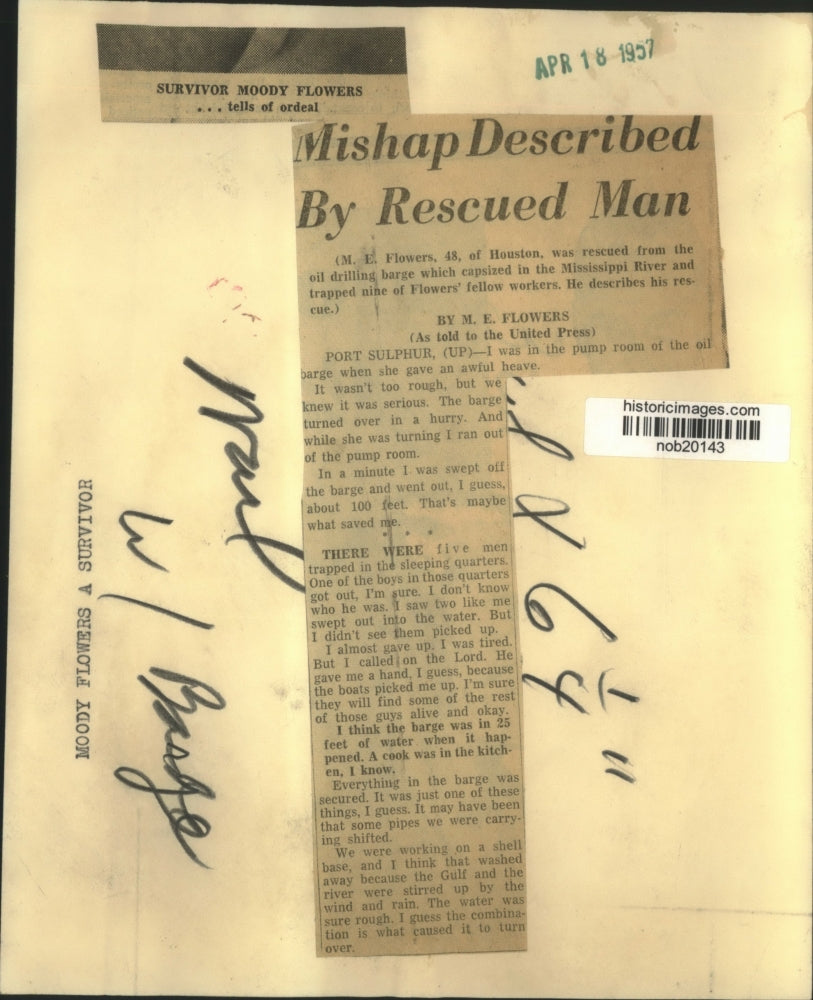 SURVIVOR MOODY FLOWERS
. . . tells of ordeal
APR 18 1957
Mishap Described
By Rescued Man
(M. E. Flowers, 48, of Houston, was rescued from the
oil drilling barge which capsized in the Mississippi River and
trapped nine of Flowers' fellow workers. He describes his res-
cue.)
BY M. E. FLOWERS
(As told to the United Press)
PORT SULPHUR, (UP)—I was in the pump room of the oil
barge when she gave an awful heave.
It wasn't too rough, but we
knew it was serious. The barge
turned over in a hurry. And
while she was turning I ran out
of the pump room.
In a minute I was swept off
the barge and went out, I guess,
about 100 feet. That's maybe
what saved me.
* * *
THERE WERE five men
trapped in the sleeping quarters.
One of the boys in those quarters
got out, I'm sure. I don't know
who he was. I saw two like me
swept out into the water. But
I didn't see them picked up.
I almost gave up. I was tired.
But I called on the Lord. He
gave me a hand, I guess, because
the boats picked me up. I'm sure
they will find some of the rest
of those guys alive and okay.
I think the barge was in 25
feet of water when it hap-
pened. A cook was in the kitch-
en, I know.
Everything in the barge was
secured. It was just one of these
things, I guess. It may have been
that some pipes we were carry-
ing shifted.
We were working on a shell
base, and I think that washed
away because the Gulf and the
river were stirred up by the
wind and rain. The water was
sure rough. I guess the combina-
tion is what caused it to turn
over.
historicimages.com
nob20143
MOODY FLOWERS A SURVIVOR
w/ Barge
6 1/4"